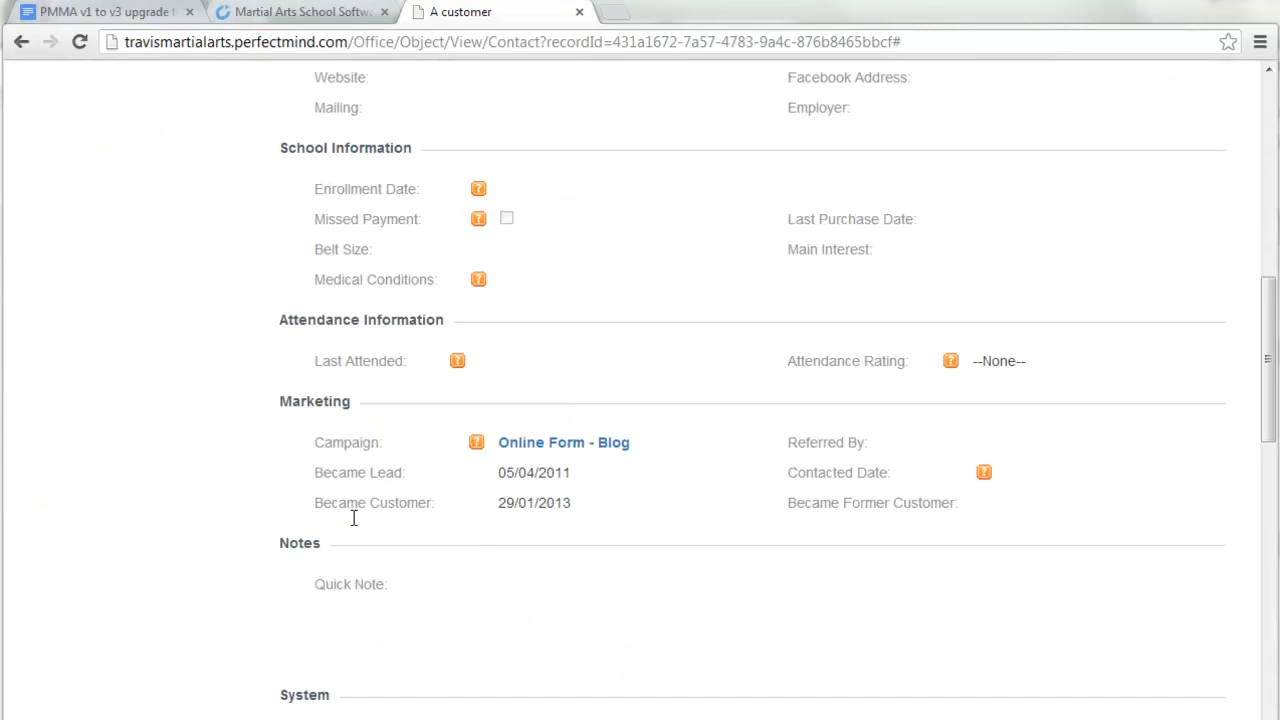 PMMA v1 to v3 upgrade Martial Arts School Softw A customer
travismartialarts.perfectmind.com/Office/Object/View/Contact?recordId=431a1672-7a57-4783-9a4c-876b8465bbcf#
Website: Facebook Address:
Mailing: Employer:
School Information
Enrollment Date: ?
Missed Payment: ? Last Purchase Date:
Belt Size: Main Interest:
Medical Conditions: ?
Attendance Information
Last Attended: ? Attendance Rating: ? --None--
Marketing
Campaign: ? Online Form - Blog Referred By:
Became Lead: 05/04/2011 Contacted Date: ?
Became Customer: 29/01/2013 Became Former Customer:
Notes
Quick Note:
System